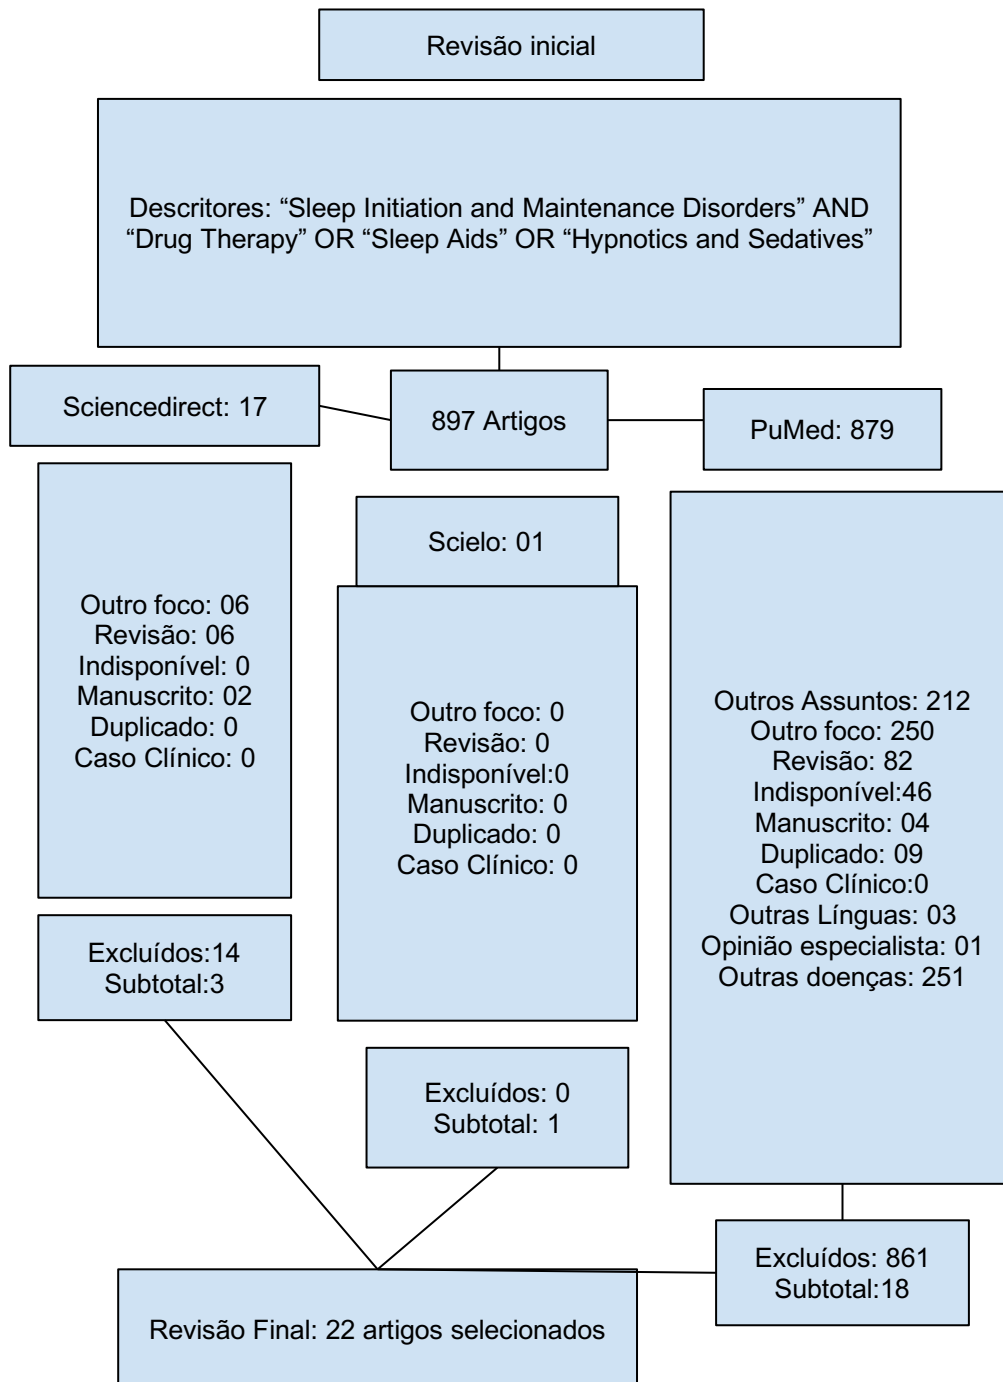 Revisão inicial
Descritores: “Sleep Initiation and Maintenance Disorders” AND
“Drug Therapy” OR “Sleep Aids” OR “Hypnotics and Sedatives”
Sciencedirect: 17
897 Artigos
PuMed: 879
Outro foco: 06
Revisão: 06
Indisponível: 0
Manuscrito: 02
Duplicado: 0
Caso Clínico: 0
Excluídos:14
Subtotal:3
Scielo: 01
Outro foco: 0
Revisão: 0
Indisponível:0
Manuscrito: 0
Duplicado: 0
Caso Clínico: 0
Excluídos: 0
Subtotal: 1
Outros Assuntos: 212
Outro foco: 250
Revisão: 82
Indisponível:46
Manuscrito: 04
Duplicado: 09
Caso Clínico:0
Outras Línguas: 03
Opinião especialista: 01
Outras doenças: 251
Excluídos: 861
Subtotal:18
Revisão Final: 22 artigos selecionados